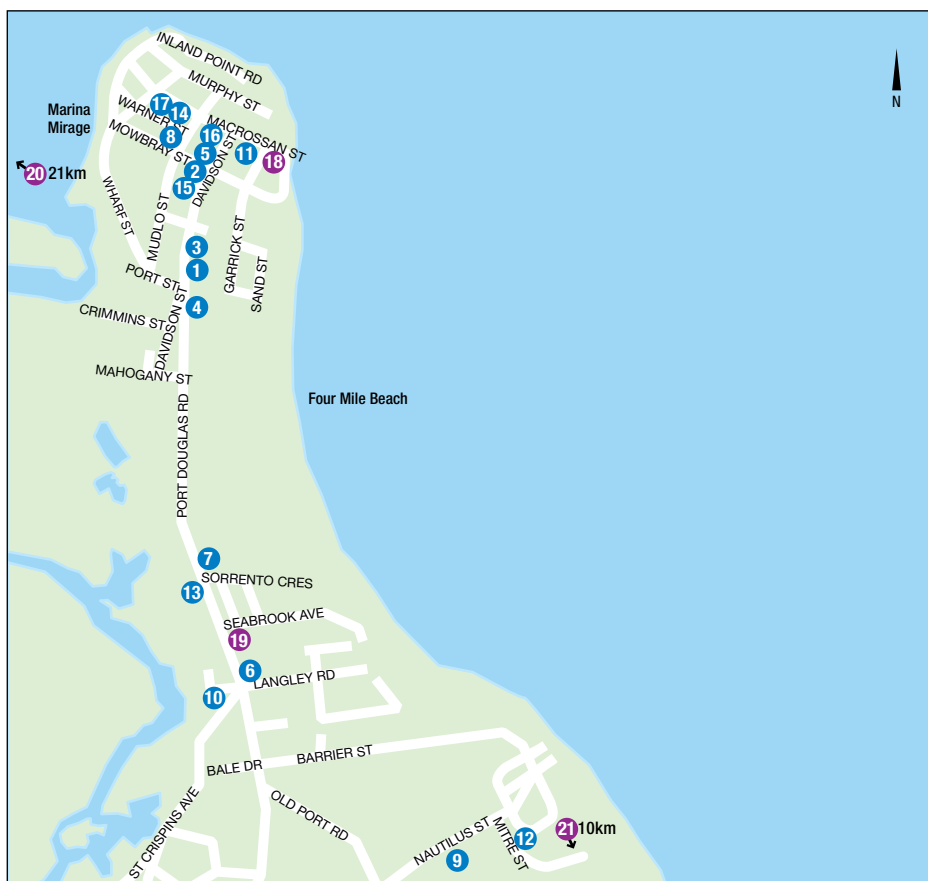 INLAND POINT RD
MURPHY ST
Marina
Mirage
17
14
WARNER ST
MACROSSAN ST
8
16
MOWBRAY ST
5
11
18
20 21km
2
DAVIDSON ST
15
WHARF ST
MUDLO ST
GARRICK ST
SAND ST
3
1
PORT ST
4
CRIMMINS ST
DAVIDSON ST
MAHOGANY ST
Four Mile Beach
PORT DOUGLAS RD
7
SORRENTO CRES
13
SEABROOK AVE
19
6
LANGLEY RD
10
BARRIER ST
BALE DR
ST CRISPINS AVE
OLD PORT RD
NAUTILUS ST
MITRE ST
12
21 10km
9
N